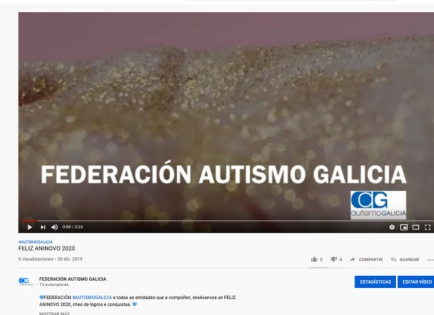 FEDERACIÓN AUTISMO GALICIA
autismoGALICIA
0:00 / 0:33
#AUTISMOGALICIA
FELIZ ANINOVO 2020
0 visualizaciones • 30 dic. 2019
0
0
COMPARTIR
GUARDAR
FEDERACIÓN AUTISMO GALICIA
13 suscriptores
ESTADÍSTICAS
EDITAR VÍDEO
💙FEDERACIÓN #AUTISMOGALICIA e todas as entidades que a compoñen, deséxanvos un FELIZ
ANINOVO 2020, cheo de logros e conquistas 💙
MOSTRAR MÁS